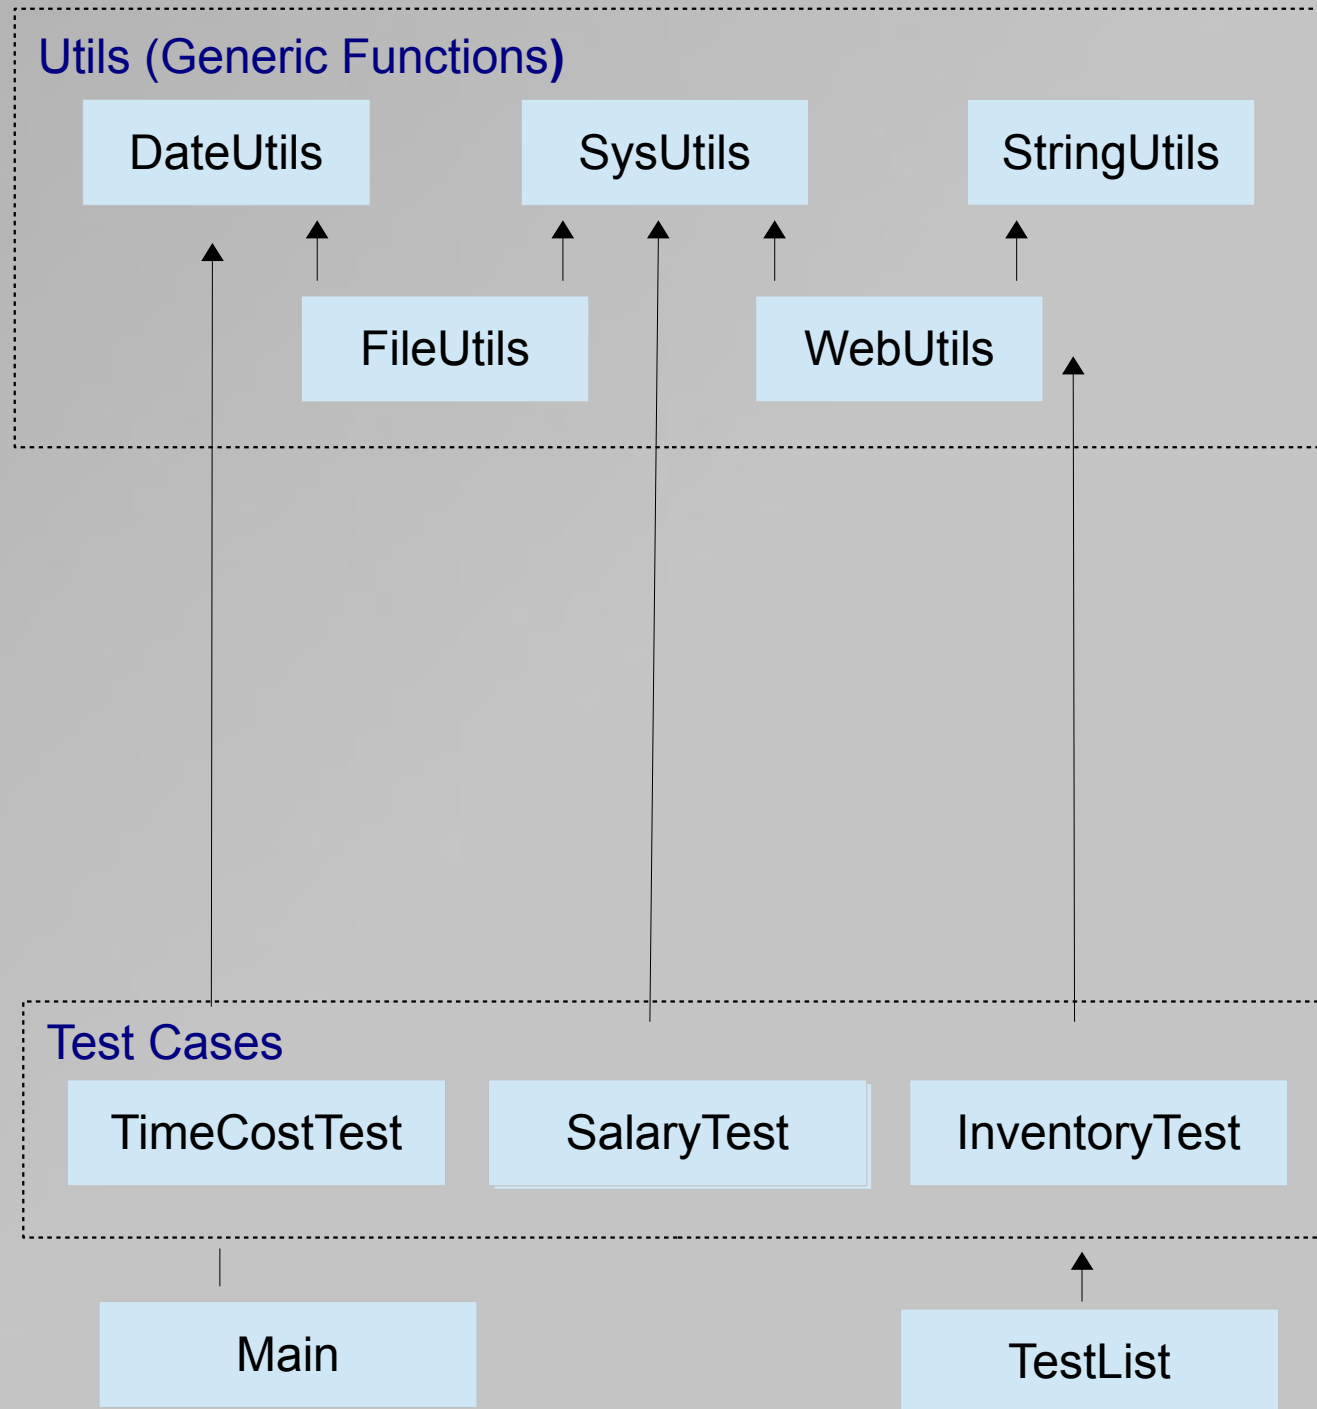 Utils (Generic Functions)
DateUtils
SysUtils
StringUtils
FileUtils
WebUtils
Test Cases
TimeCostTest
SalaryTest
InventoryTest
Main
TestList